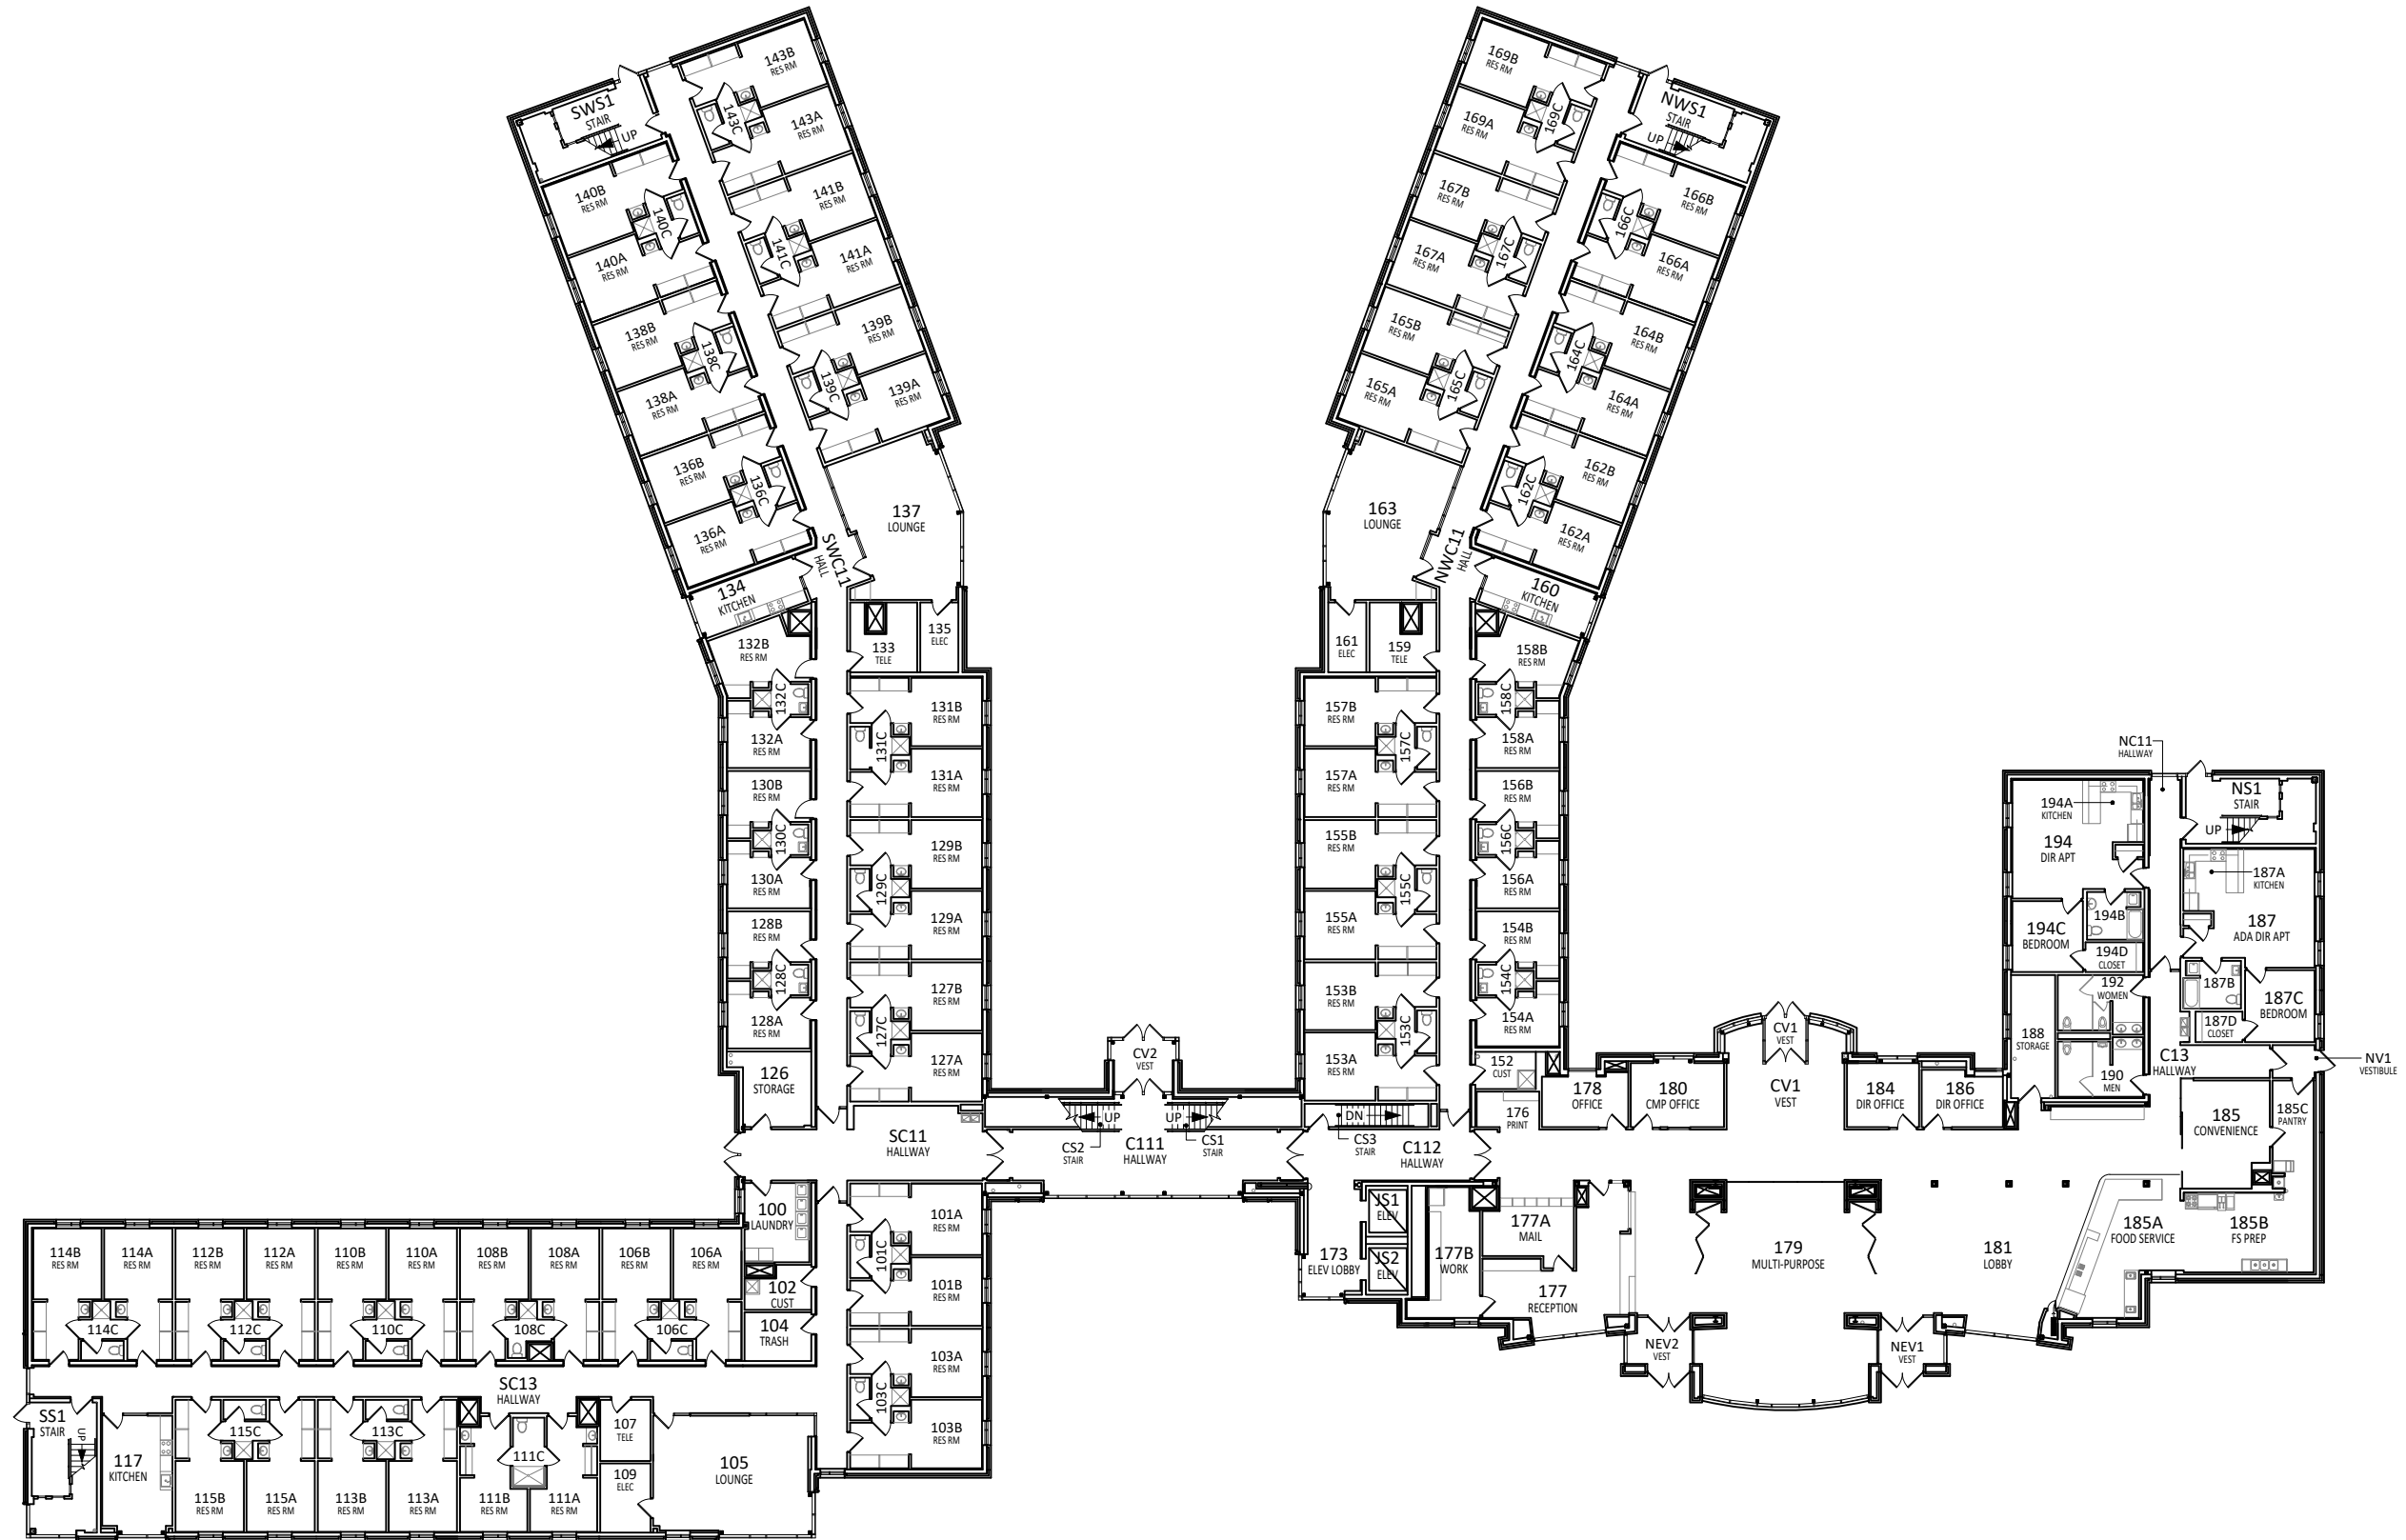 143B
RES RM
143C
143A
RES RM
SWS1
STAIR
UP
141B
RES RM
141C
141A
RES RM
140B
RES RM
140C
140A
RES RM
139B
RES RM
139C
139A
RES RM
138B
RES RM
138C
138A
RES RM
136B
RES RM
136C
136A
RES RM
SWC11
HALL
137
LOUNGE
134
KITCHEN
133
TELE
135
ELEC
132B
RES RM
132C
132A
RES RM
131B
RES RM
131C
131A
RES RM
130B
RES RM
130C
130A
RES RM
129B
RES RM
129C
129A
RES RM
128B
RES RM
128C
128A
RES RM
127B
RES RM
127C
127A
RES RM
126
STORAGE
169B
RES RM
169C
169A
RES RM
NWS1
STAIR
UP
167B
RES RM
167C
167A
RES RM
166B
RES RM
166C
166A
RES RM
165B
RES RM
165C
165A
RES RM
164B
RES RM
164C
164A
RES RM
162B
RES RM
162C
162A
RES RM
163
LOUNGE
NWC11
HALL
160
KITCHEN
161
ELEC
159
TELE
158B
RES RM
158C
158A
RES RM
157B
RES RM
157C
157A
RES RM
156B
RES RM
156C
156A
RES RM
155B
RES RM
155C
155A
RES RM
154B
RES RM
154C
154A
RES RM
153B
RES RM
153C
153A
RES RM
152
CUST
176
PRINT
178
OFFICE
180
CMP OFFICE
CV1
VEST
CV1
VEST
184
DIR OFFICE
186
DIR OFFICE
NC11
HALLWAY
NS1
STAIR
UP
194A
KITCHEN
194
DIR APT
194B
194C
BEDROOM
194D
CLOSET
187A
KITCHEN
187
ADA DIR APT
187B
187C
BEDROOM
187D
CLOSET
192
WOMEN
188
STORAGE
190
MEN
C13
HALLWAY
NV1
VESTIBULE
185
CONVENIENCE
185C
PANTRY
185A
FOOD SERVICE
185B
FS PREP
181
LOBBY
179
MULTI-PURPOSE
NEV2
VEST
NEV1
VEST
177A
MAIL
177B
WORK
177
RECEPTION
JS1
ELEV
JS2
ELEV
173
ELEV LOBBY
C112
HALLWAY
DN
CS3
STAIR
CV2
VEST
UP
UP
CS2
STAIR
C111
HALLWAY
CS1
STAIR
SC11
HALLWAY
100
LAUNDRY
102
CUST
104
TRASH
101A
RES RM
101C
101B
RES RM
103A
RES RM
103C
103B
RES RM
114B
RES RM
114A
RES RM
112B
RES RM
112A
RES RM
110B
RES RM
110A
RES RM
108B
RES RM
108A
RES RM
106B
RES RM
106A
RES RM
114C
112C
110C
108C
106C
SC13
HALLWAY
SS1
STAIR
UP
117
KITCHEN
115C
113C
111C
107
TELE
109
ELEC
105
LOUNGE
115B
RES RM
115A
RES RM
113B
RES RM
113A
RES RM
111B
RES RM
111A
RES RM